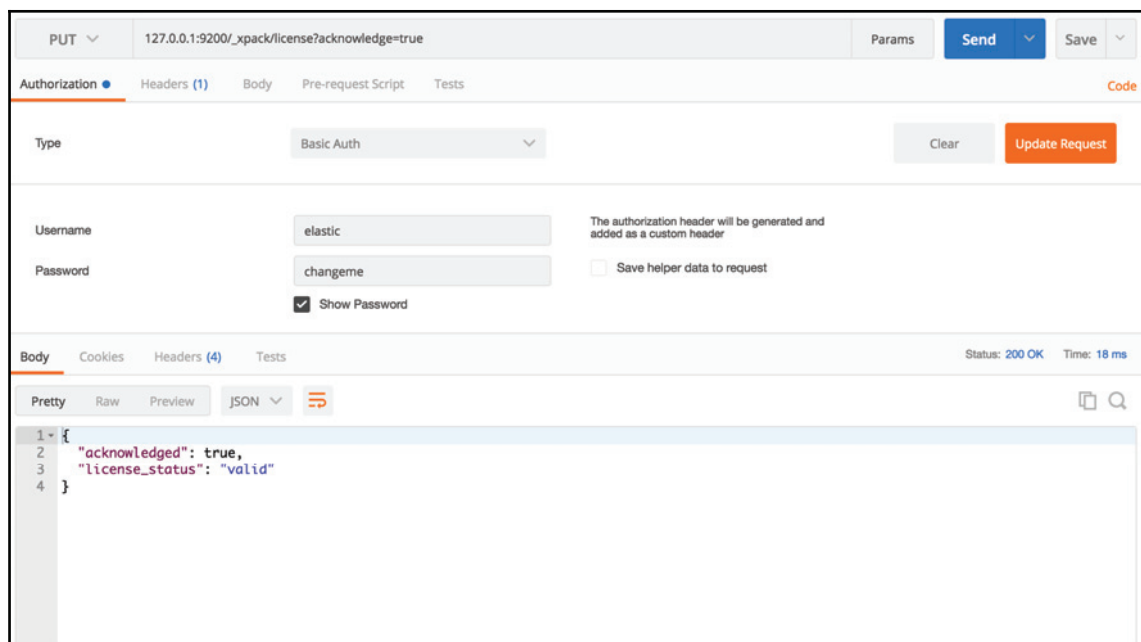 PUT 127.0.0.1:9200/_xpack/license?acknowledge=true Params Send Save
Authorization Headers (1) Body Pre-request Script Tests Code
Type Basic Auth Clear Update Request
Username elastic The authorization header will be generated and
added as a custom header
Password changeme Save helper data to request
Show Password
Body Cookies Headers (4) Tests Status: 200 OK Time: 18 ms
Pretty Raw Preview JSON
1 {
2 "acknowledged": true,
3 "license_status": "valid"
4 }